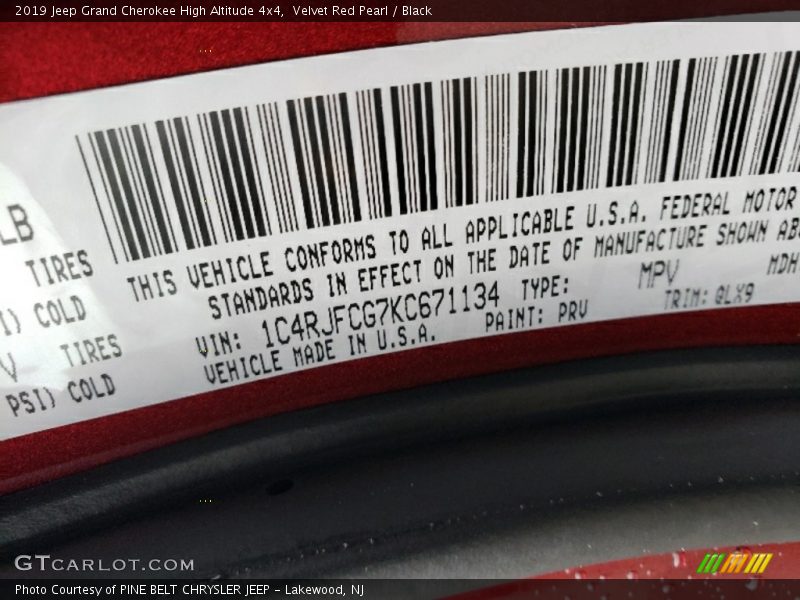 2019 Jeep Grand Cherokee High Altitude 4x4,  Velvet Red Pearl / Black
LB
TIRES
I) COLD
V TIRES
PSI) COLD
THIS VEHICLE CONFORMS TO ALL APPLICABLE U.S.A. FEDERAL MOTOR
STANDARDS IN EFFECT ON THE DATE OF MANUFACTURE SHOWN AB
VIN: 1C4RJFCG7KC671134 TYPE: MPV MDH
VEHICLE MADE IN U.S.A. PAINT: PRV TRIM: QLX9
GTCARLOT.COM
Photo Courtesy of PINE BELT CHRYSLER JEEP - Lakewood, NJ